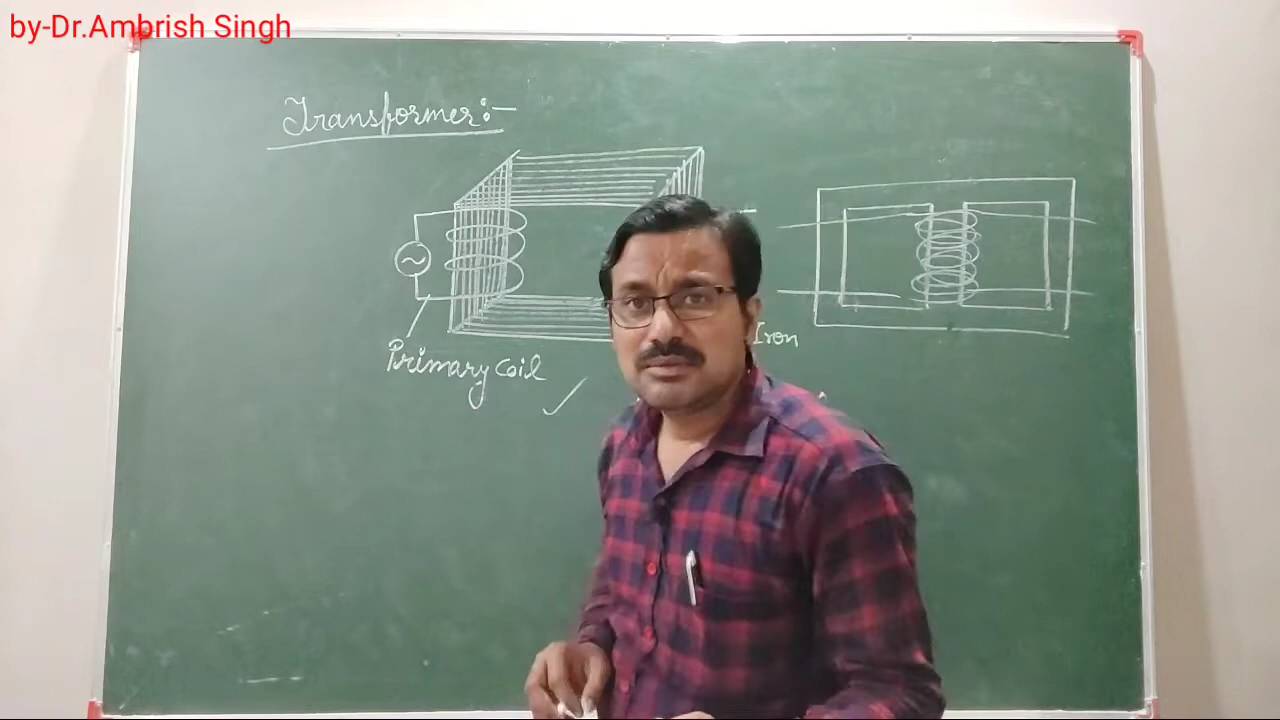 by-Dr.Ambrish Singh
Transformer:-
~
Iron
Primary coil